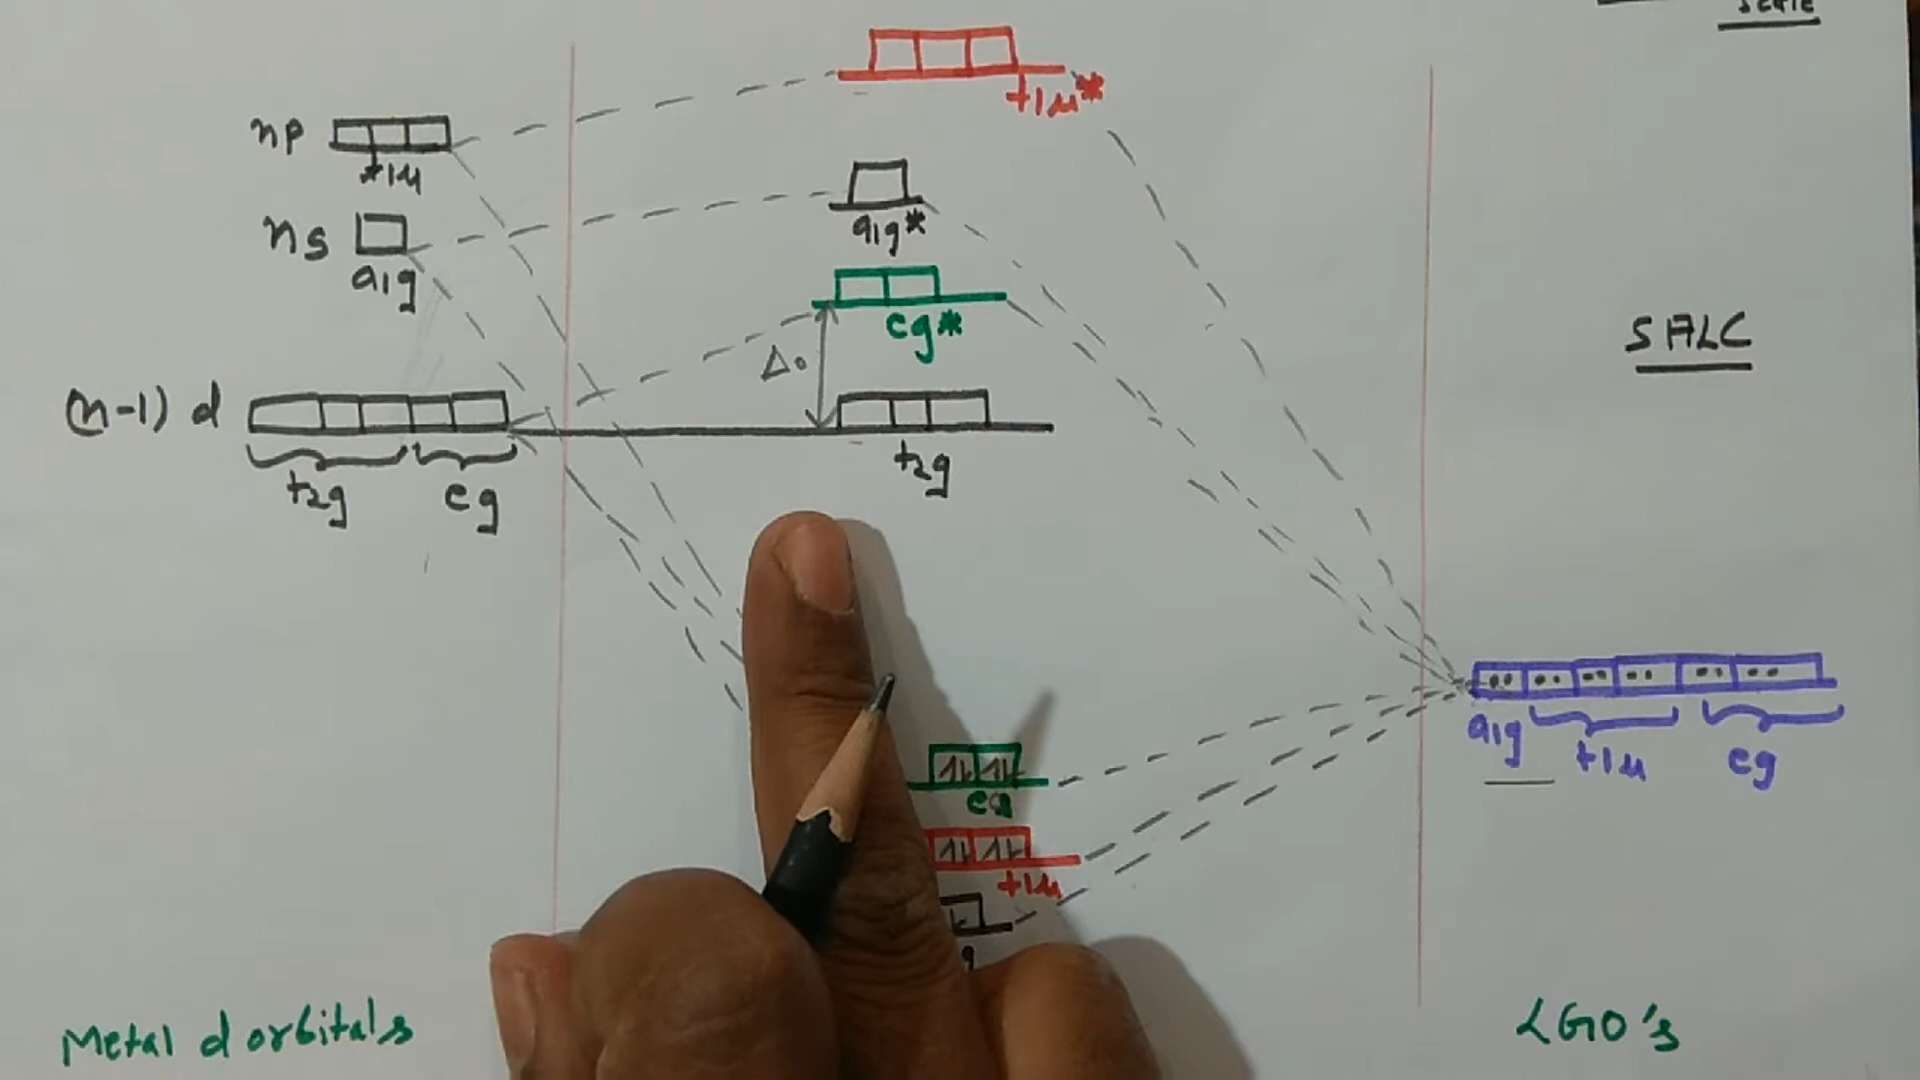 Scale
t1u*
np
t1u
a1g*
ns
a1g
eg*
SALC
Δo
(n-1) d
t2g
t2g eg
a1g t1u eg
eg
t1u
g
Metal d orbitals
LGO's